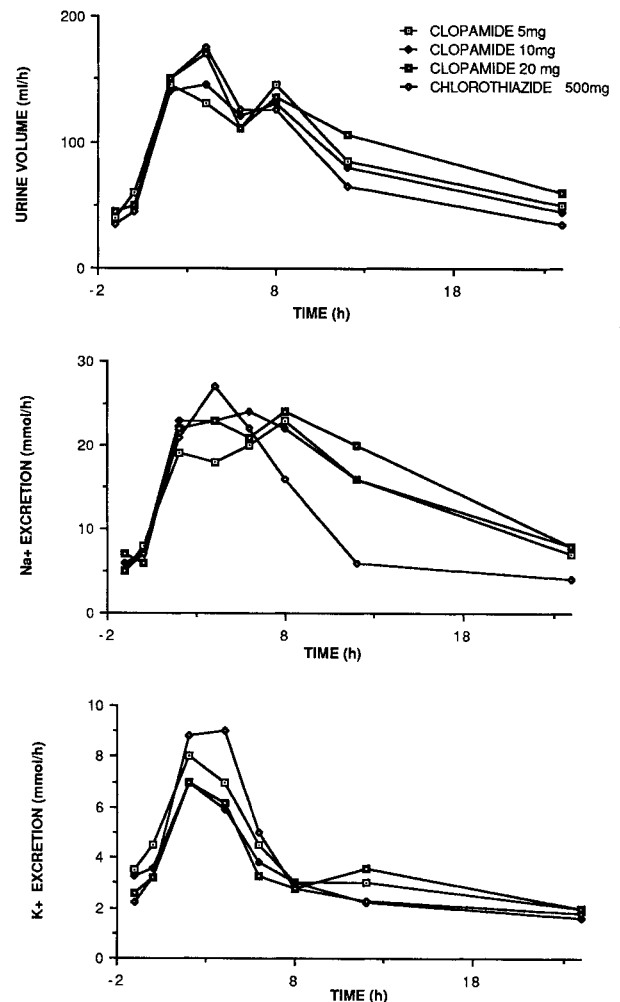 CLOPAMIDE 5mg
CLOPAMIDE 10mg
CLOPAMIDE 20 mg
CHLOROTHIAZIDE 500mg
URINE VOLUME (ml/h)
200
100
0
-2
8
18
TIME (h)
Na+ EXCRETION (mmol/h)
30
20
10
0
-2
8
18
TIME (h)
K+ EXCRETION (mmol/h)
10
8
6
4
2
0
-2
8
18
TIME (h)